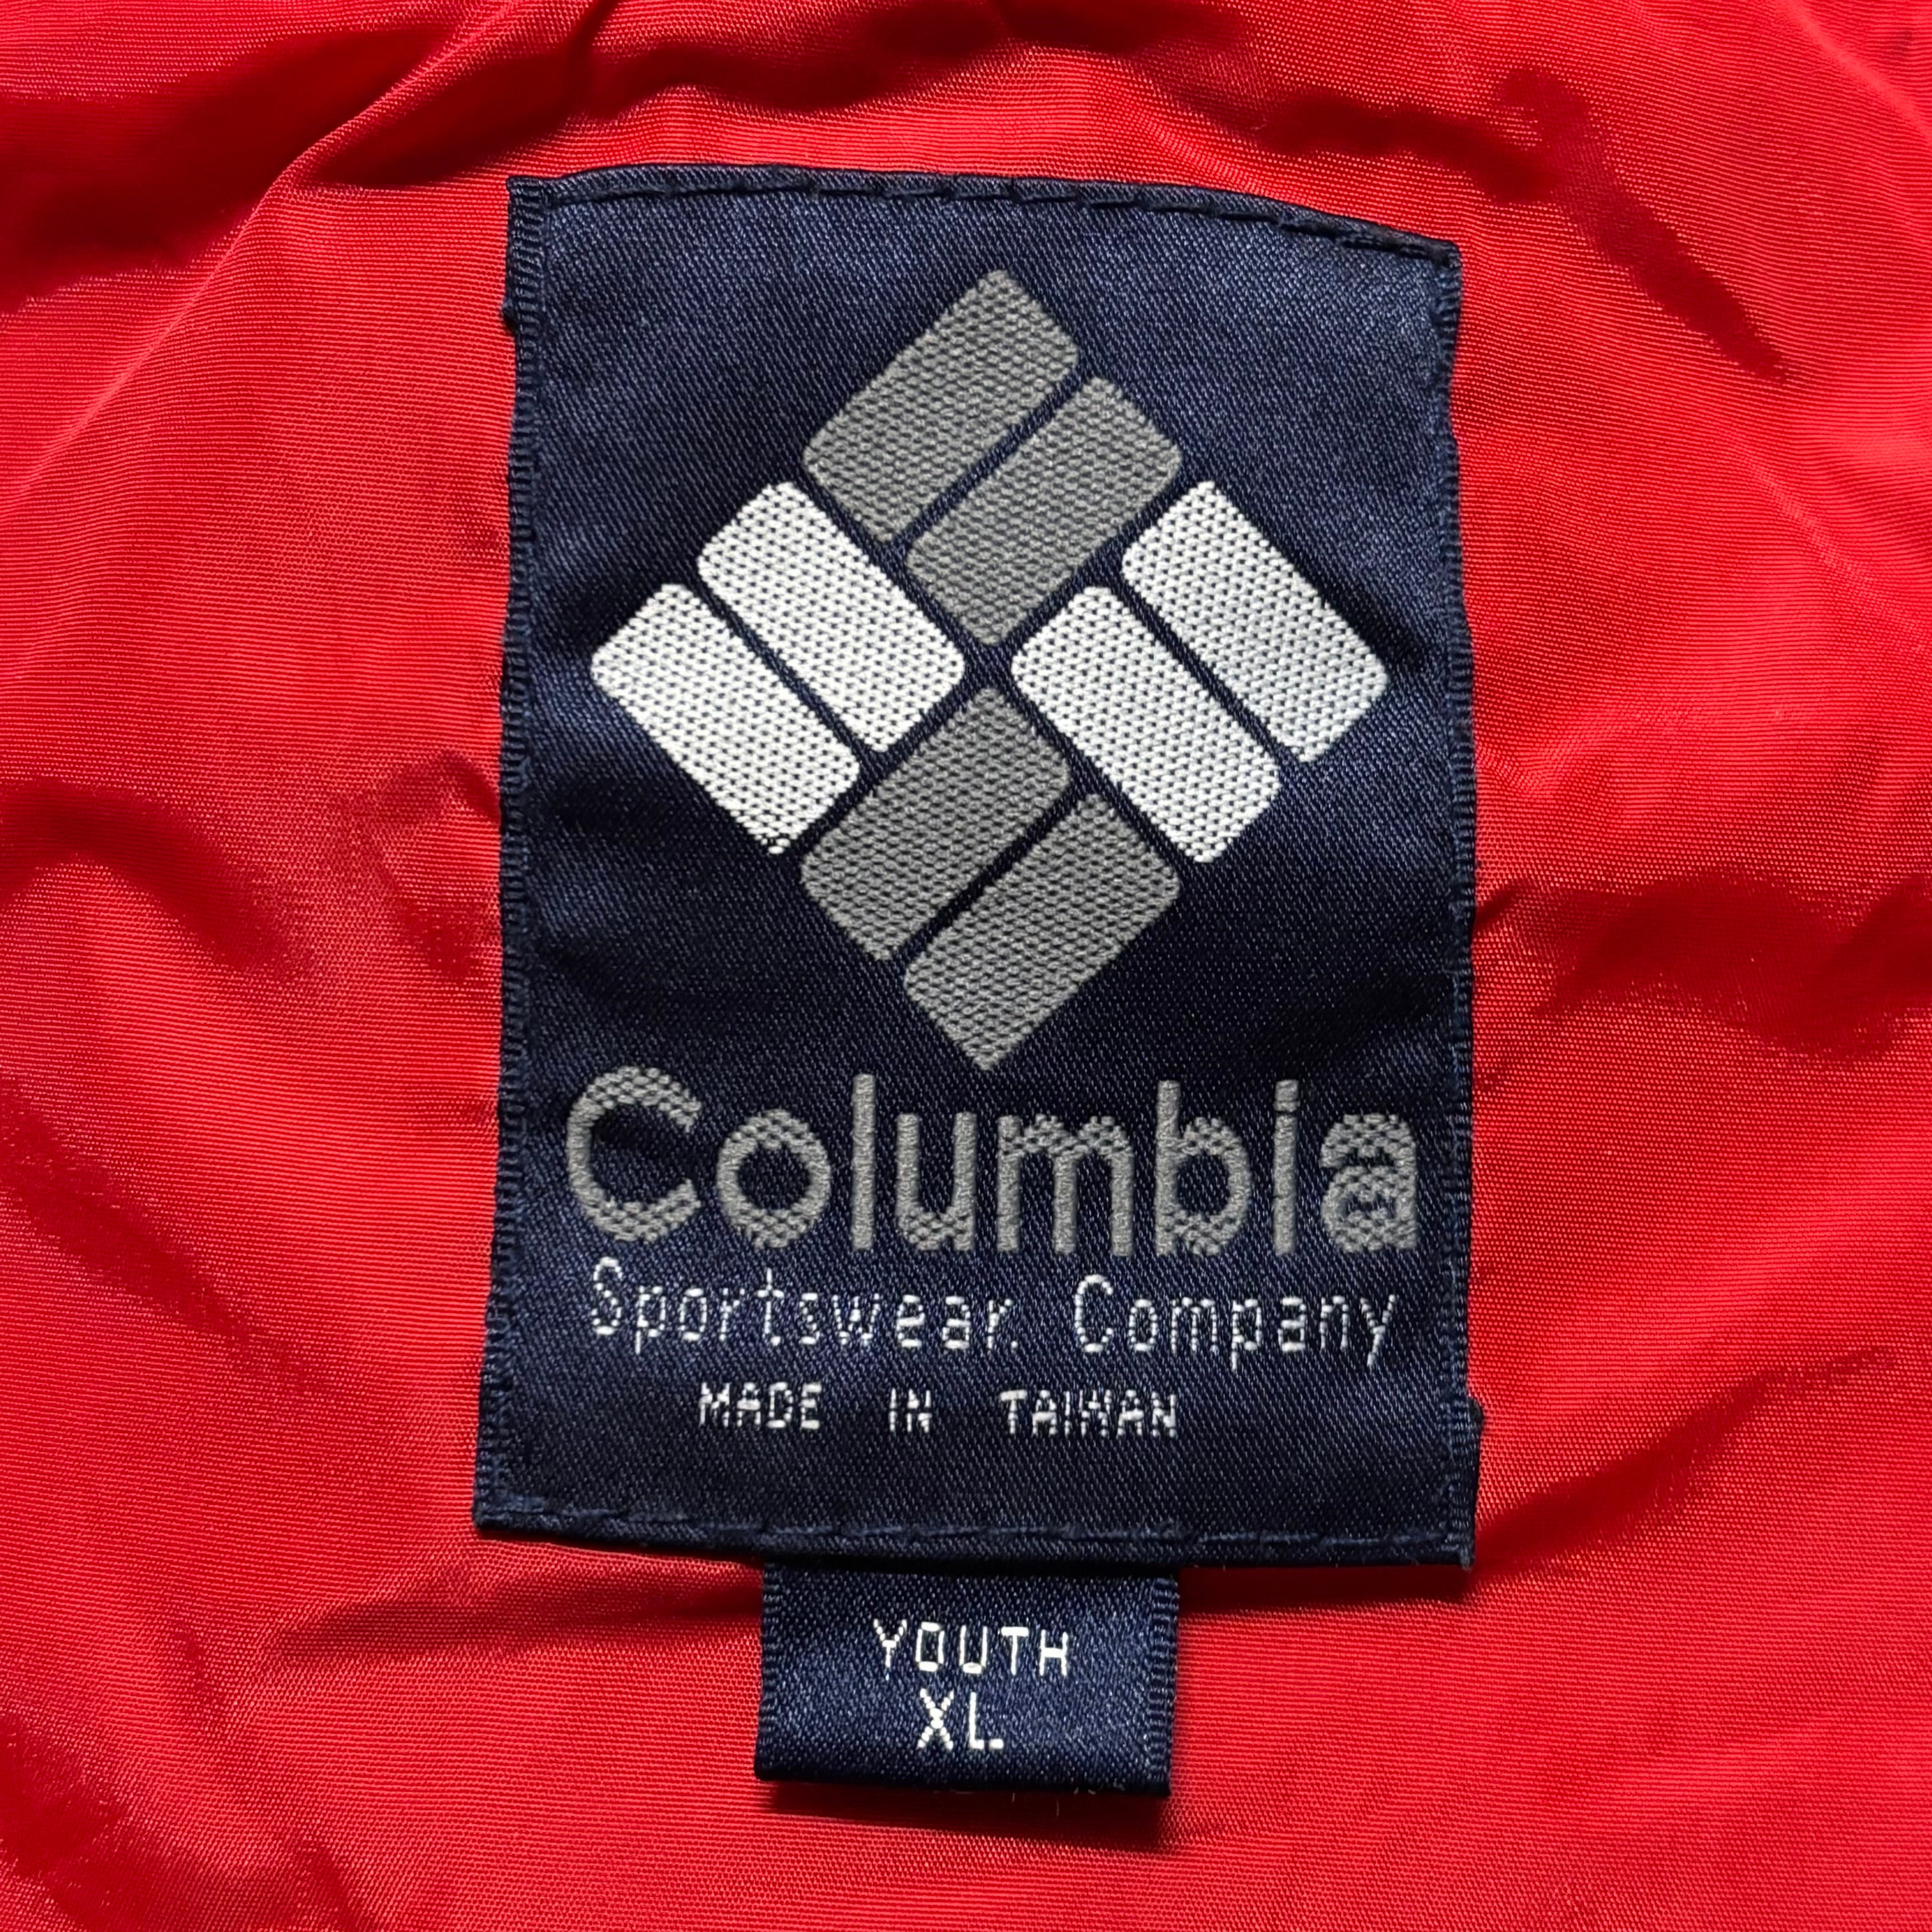 Columbia
Sportswear. Company
MADE IN TAIWAN
YOUTH
XL